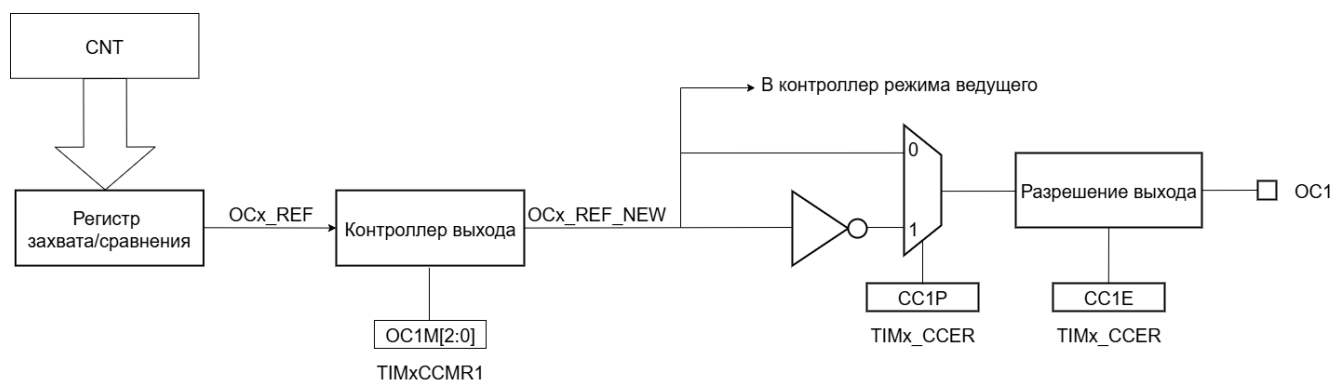 CNT
В контроллер режима ведущего
0
Разрешение выхода
OC1
Регистр
захвата/сравнения
OCx_REF
Контроллер выхода
OCx_REF_NEW
1
CC1P
CC1E
OC1M[2:0]
TIMx_CCER
TIMx_CCER
TIMxCCMR1